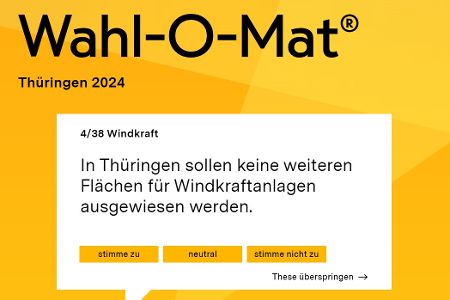 Wahl-O-Mat®
Thüringen 2024
4/38 Windkraft
In Thüringen sollen keine weiteren
Flächen für Windkraftanlagen
ausgewiesen werden.
stimme zu
neutral
stimme nicht zu
These überspringen →